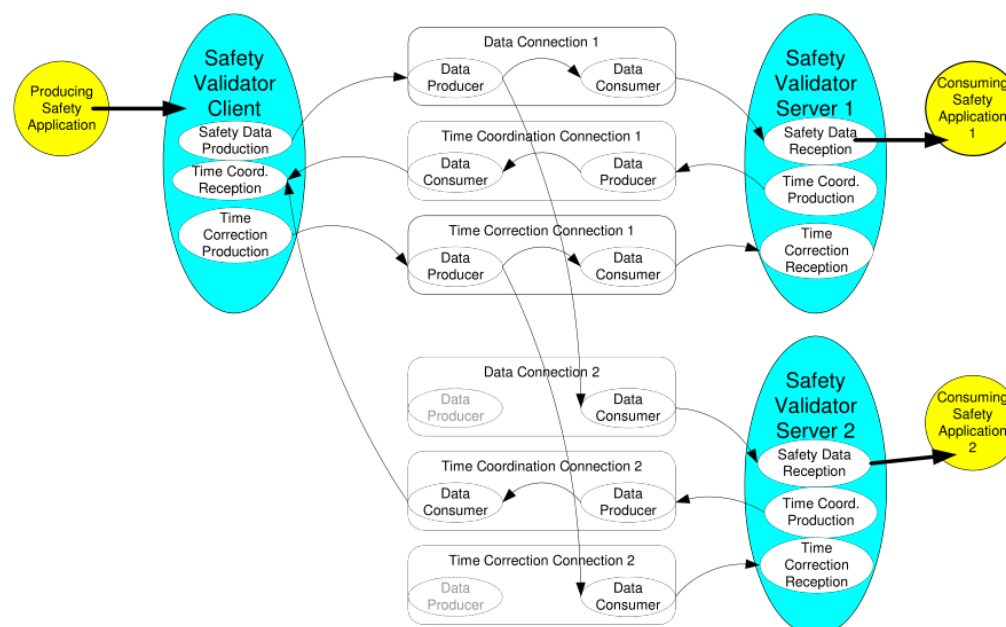 Producing
Safety
Application
Safety
Validator
Client
Safety Data
Production
Time Coord.
Reception
Time
Correction
Production
Data Connection 1
Data
Producer
Data
Consumer
Time Coordination Connection 1
Data
Consumer
Data
Producer
Time Correction Connection 1
Data
Producer
Data
Consumer
Safety
Validator
Server 1
Safety Data
Reception
Time Coord.
Production
Time
Correction
Reception
Consuming
Safety
Application
1
Data Connection 2
Data
Producer
Data
Consumer
Time Coordination Connection 2
Data
Consumer
Data
Producer
Time Correction Connection 2
Data
Producer
Data
Consumer
Safety
Validator
Server 2
Safety Data
Reception
Time Coord.
Production
Time
Correction
Reception
Consuming
Safety
Application
2